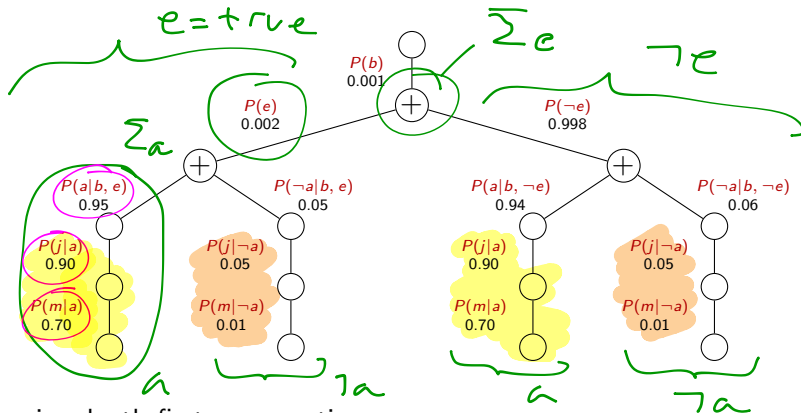 e = true
Σe
¬e
P(b)
0.001
P(e)
0.002
P(¬e)
0.998
+
Σa
+
+
P(a|b, e)
0.95
P(¬a|b, e)
0.05
P(a|b, ¬e)
0.94
P(¬a|b, ¬e)
0.06
P(j|a)
0.90
P(j|¬a)
0.05
P(j|a)
0.90
P(j|¬a)
0.05
P(m|a)
0.70
P(m|¬a)
0.01
P(m|a)
0.70
P(m|¬a)
0.01
a
¬a
a
¬a